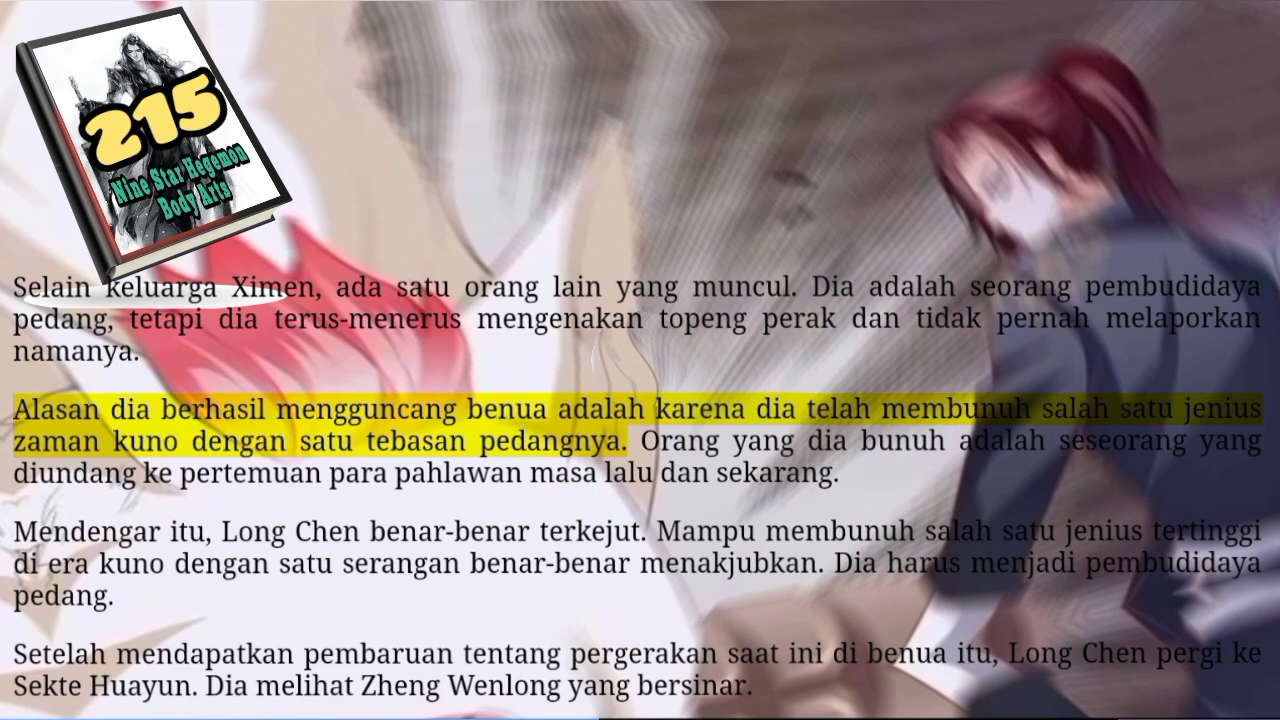 215
Nine Star Hegemon
Body Arts
Selain keluarga Ximen, ada satu orang lain yang muncul. Dia adalah seorang pembudidaya
pedang, tetapi dia terus-menerus mengenakan topeng perak dan tidak pernah melaporkan
namanya.
Alasan dia berhasil mengguncang benua adalah karena dia telah membunuh salah satu jenius
zaman kuno dengan satu tebasan pedangnya. Orang yang dia bunuh adalah seseorang yang
diundang ke pertemuan para pahlawan masa lalu dan sekarang.
Mendengar itu, Long Chen benar-benar terkejut. Mampu membunuh salah satu jenius tertinggi
di era kuno dengan satu serangan benar-benar menakjubkan. Dia harus menjadi pembudidaya
pedang.
Setelah mendapatkan pembaruan tentang pergerakan saat ini di benua itu, Long Chen pergi ke
Sekte Huayun. Dia melihat Zheng Wenlong yang bersinar.